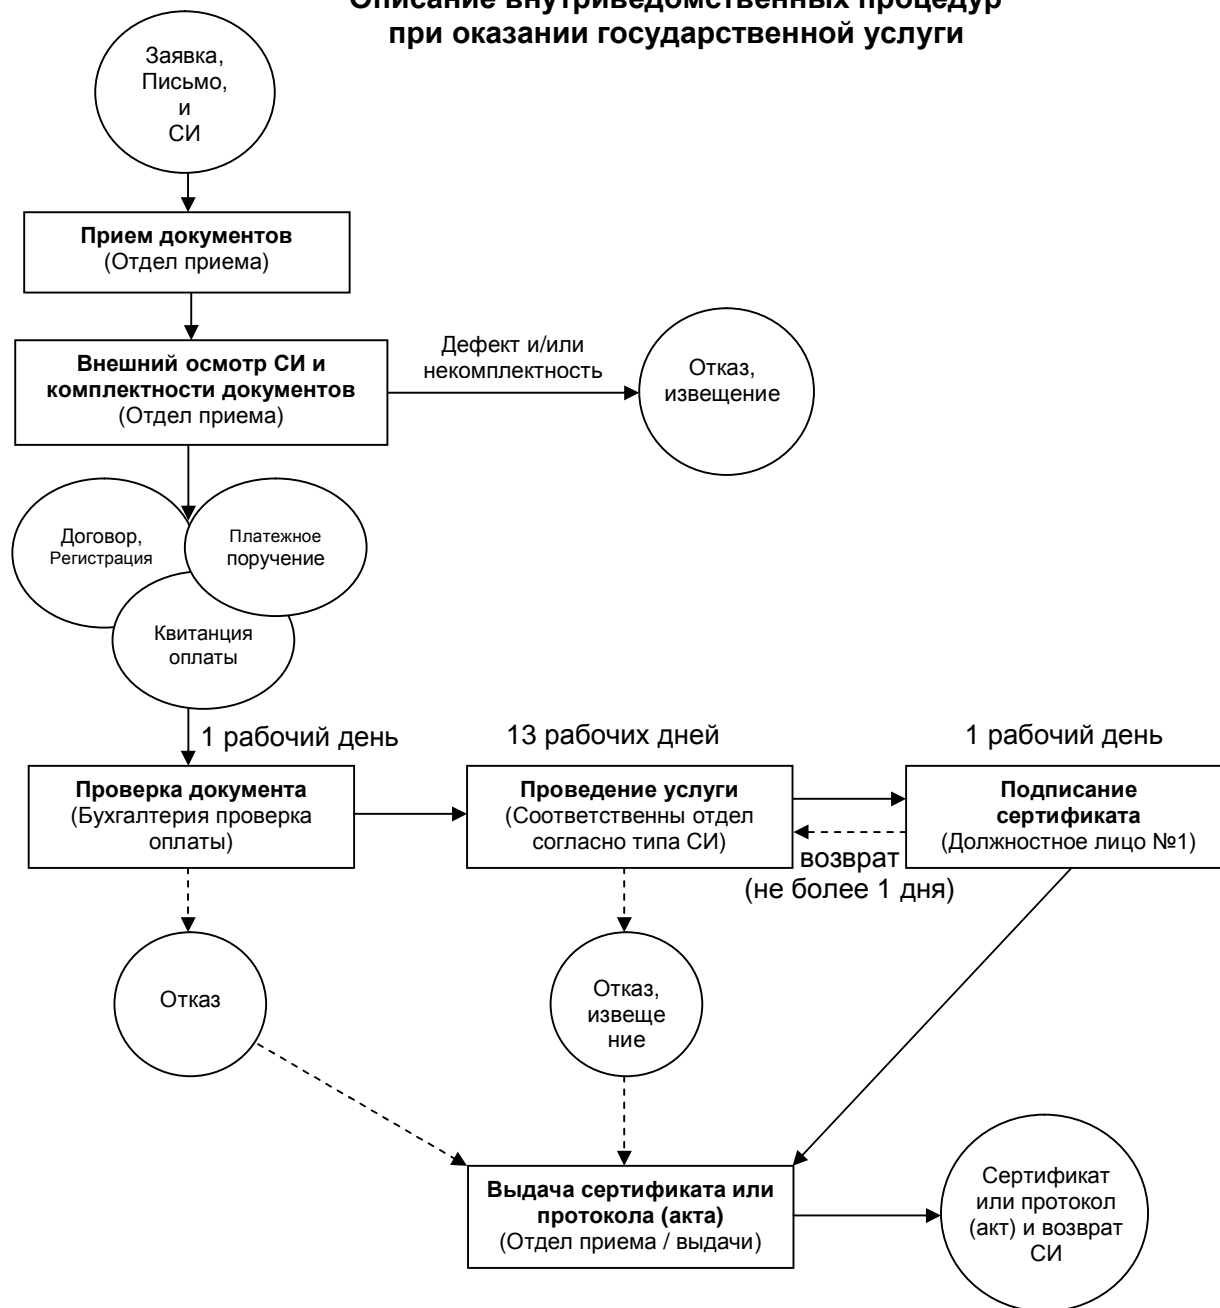 Описание внутриведомственных процедур
при оказании государственной услуги
Заявка,
Письмо,
и
СИ
Прием документов
(Отдел приема)
Внешний осмотр СИ и
комплектности документов
(Отдел приема)
Дефект и/или
некомплектность
Отказ,
извещение
Договор,
Регистрация
Платежное
поручение
Квитанция
оплаты
1 рабочий день
13 рабочих дней
1 рабочий день
Проверка документа
(Бухгалтерия проверка
оплаты)
Проведение услуги
(Соответственны отдел
согласно типа СИ)
Подписание
сертификата
(Должностное лицо №1)
возврат
(не более 1 дня)
Отказ
Отказ,
извеще
ние
Выдача сертификата или
протокола (акта)
(Отдел приема / выдачи)
Сертификат
или протокол
(акт) и возврат
СИ